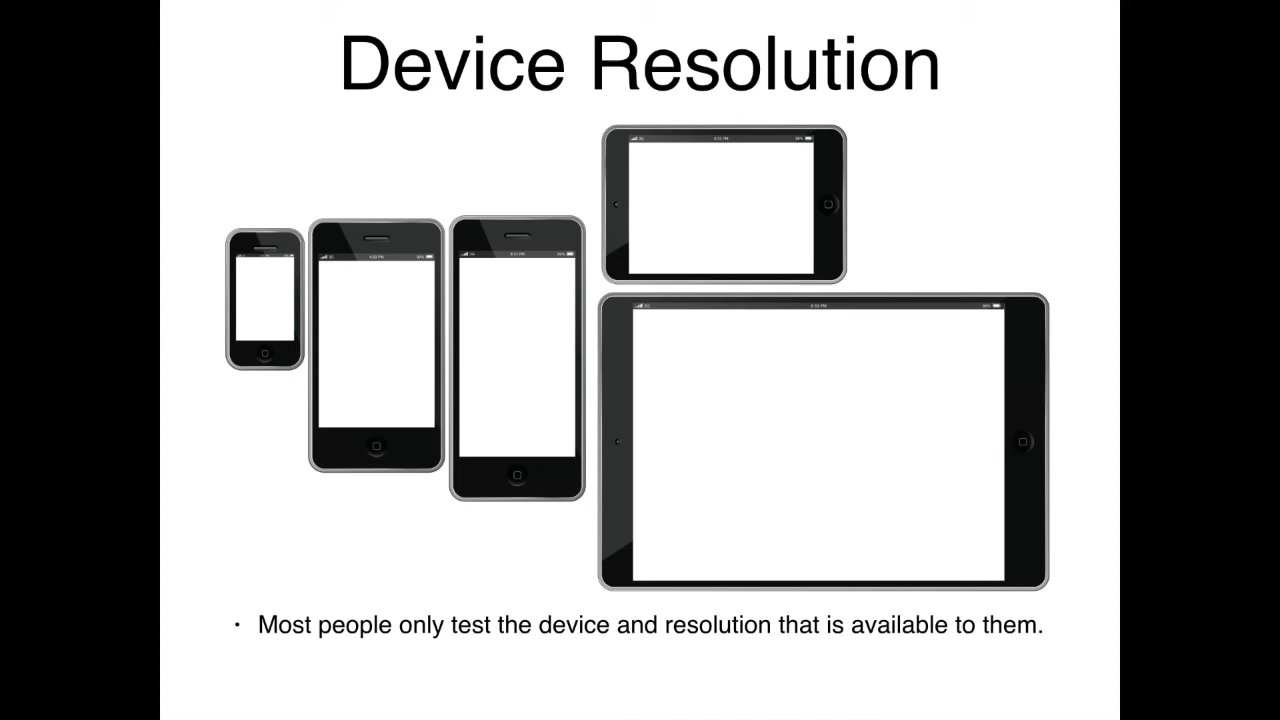 Device Resolution
• Most people only test the device and resolution that is available to them.